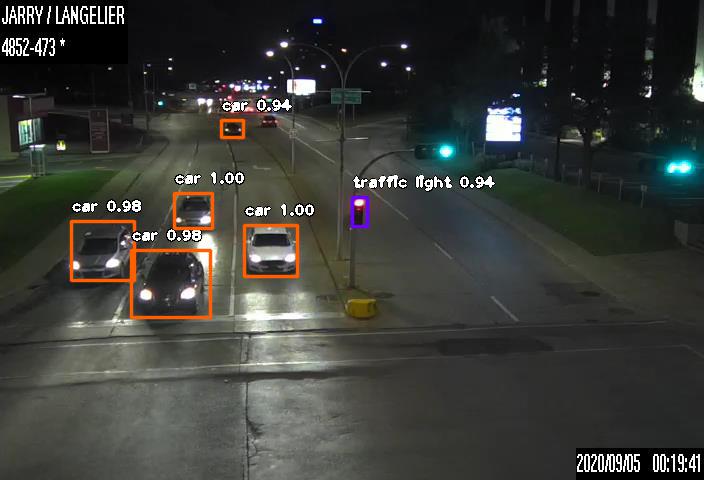 JARRY / LANGELIER
4852-473 *
car 0.94
car 1.00
traffic light 0.94
car 0.98
car 1.00
car 0.98
2020/09/05 00:19:41